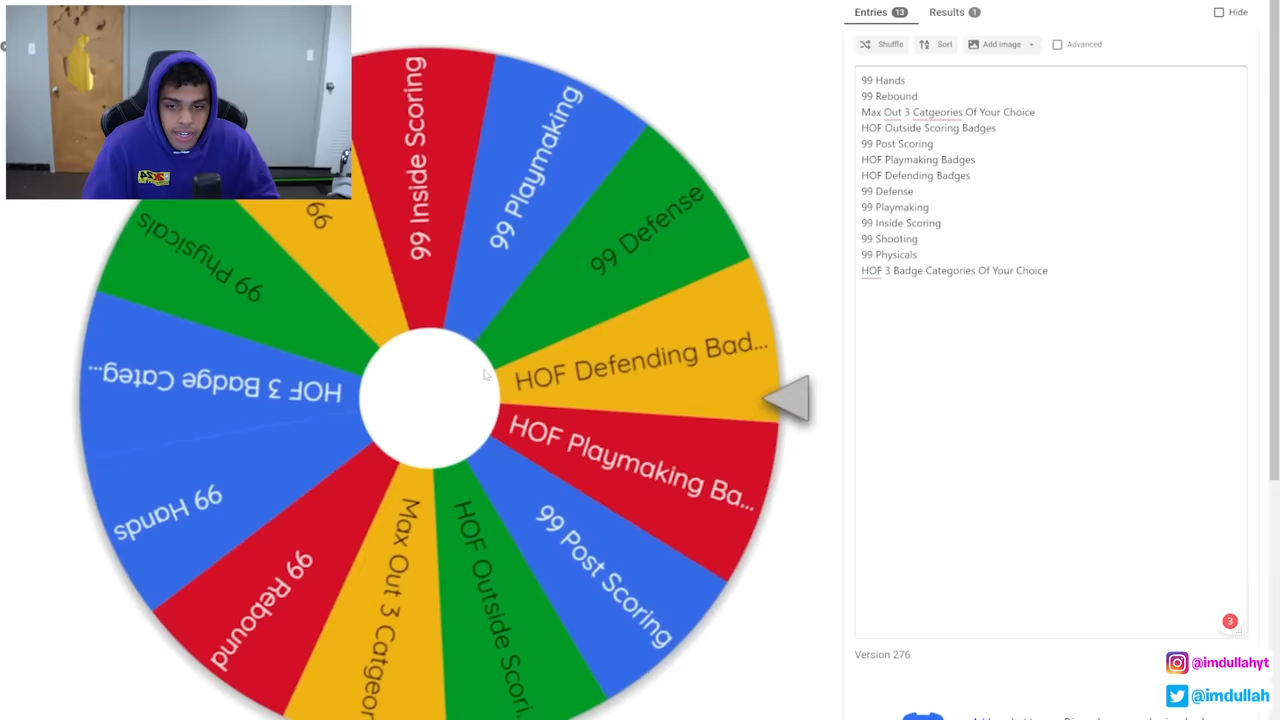 Entries 13
Results 1
Hide
Shuffle
Sort
Add image
Advanced
99 Hands
99 Rebound
Max Out 3 Catgeories Of Your Choice
HOF Outside Scoring Badges
99 Post Scoring
HOF Playmaking Badges
HOF Defending Badges
99 Defense
99 Playmaking
99 Inside Scoring
99 Shooting
99 Physicals
HOF 3 Badge Categories Of Your Choice
3
Version 276
@imdullahyt
@imdullah
99 Inside Scoring
99 Playmaking
99 Defense
HOF Defending Bad...
HOF Playmaking Ba...
99 Post Scoring
HOF Outside Scori...
Max Out 3 Catgeor
99 Rebound
99 Hands
HOF 3 Badge Categ...
99 Physicals
99
24